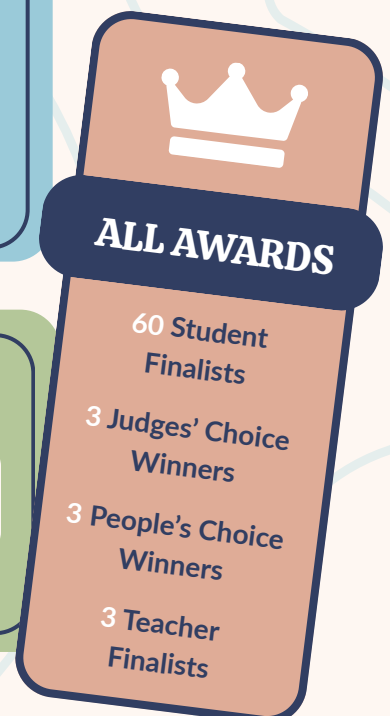 ALL AWARDS
60 Student
Finalists
3 Judges’ Choice
Winners
3 People’s Choice
Winners
3 Teacher
Finalists